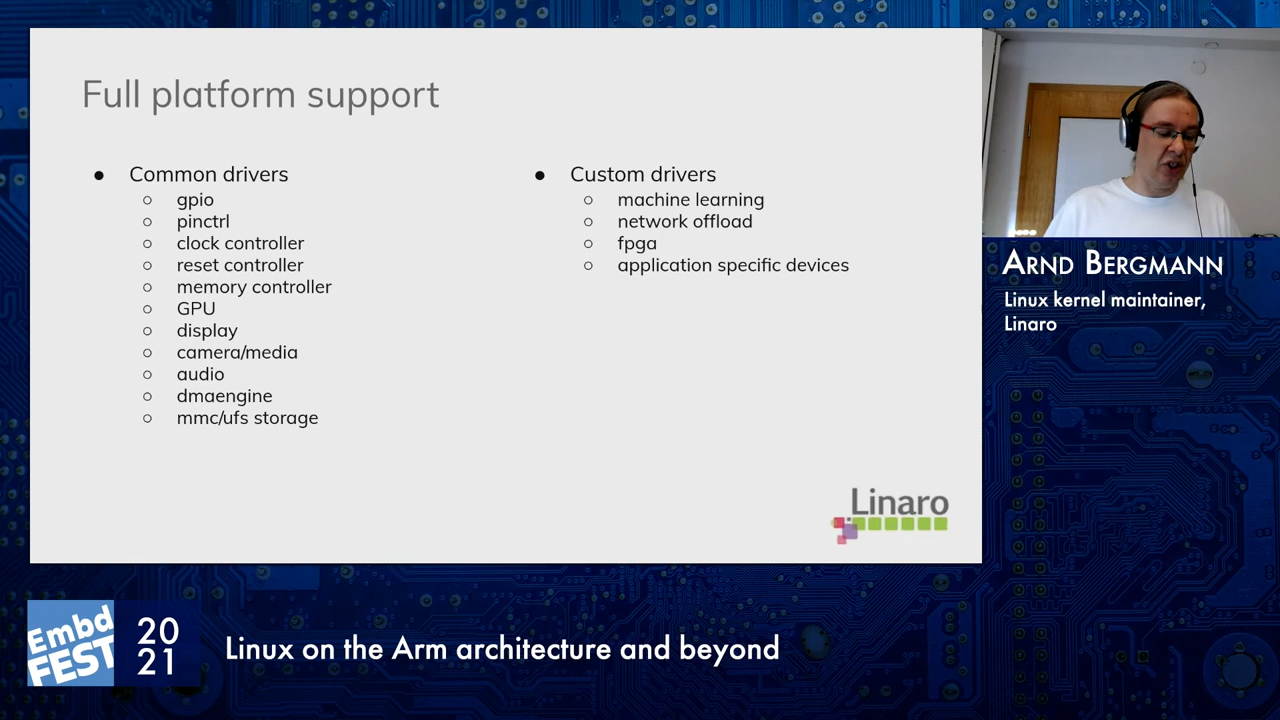 Full platform support
● Common drivers
○ gpio
○ pinctrl
○ clock controller
○ reset controller
○ memory controller
○ GPU
○ display
○ camera/media
○ audio
○ dmaengine
○ mmc/ufs storage
● Custom drivers
○ machine learning
○ network offload
○ fpga
○ application specific devices
Linaro
ARND BERGMANN
Linux kernel maintainer,
Linaro
Embd
FEST
20
21
Linux on the Arm architecture and beyond